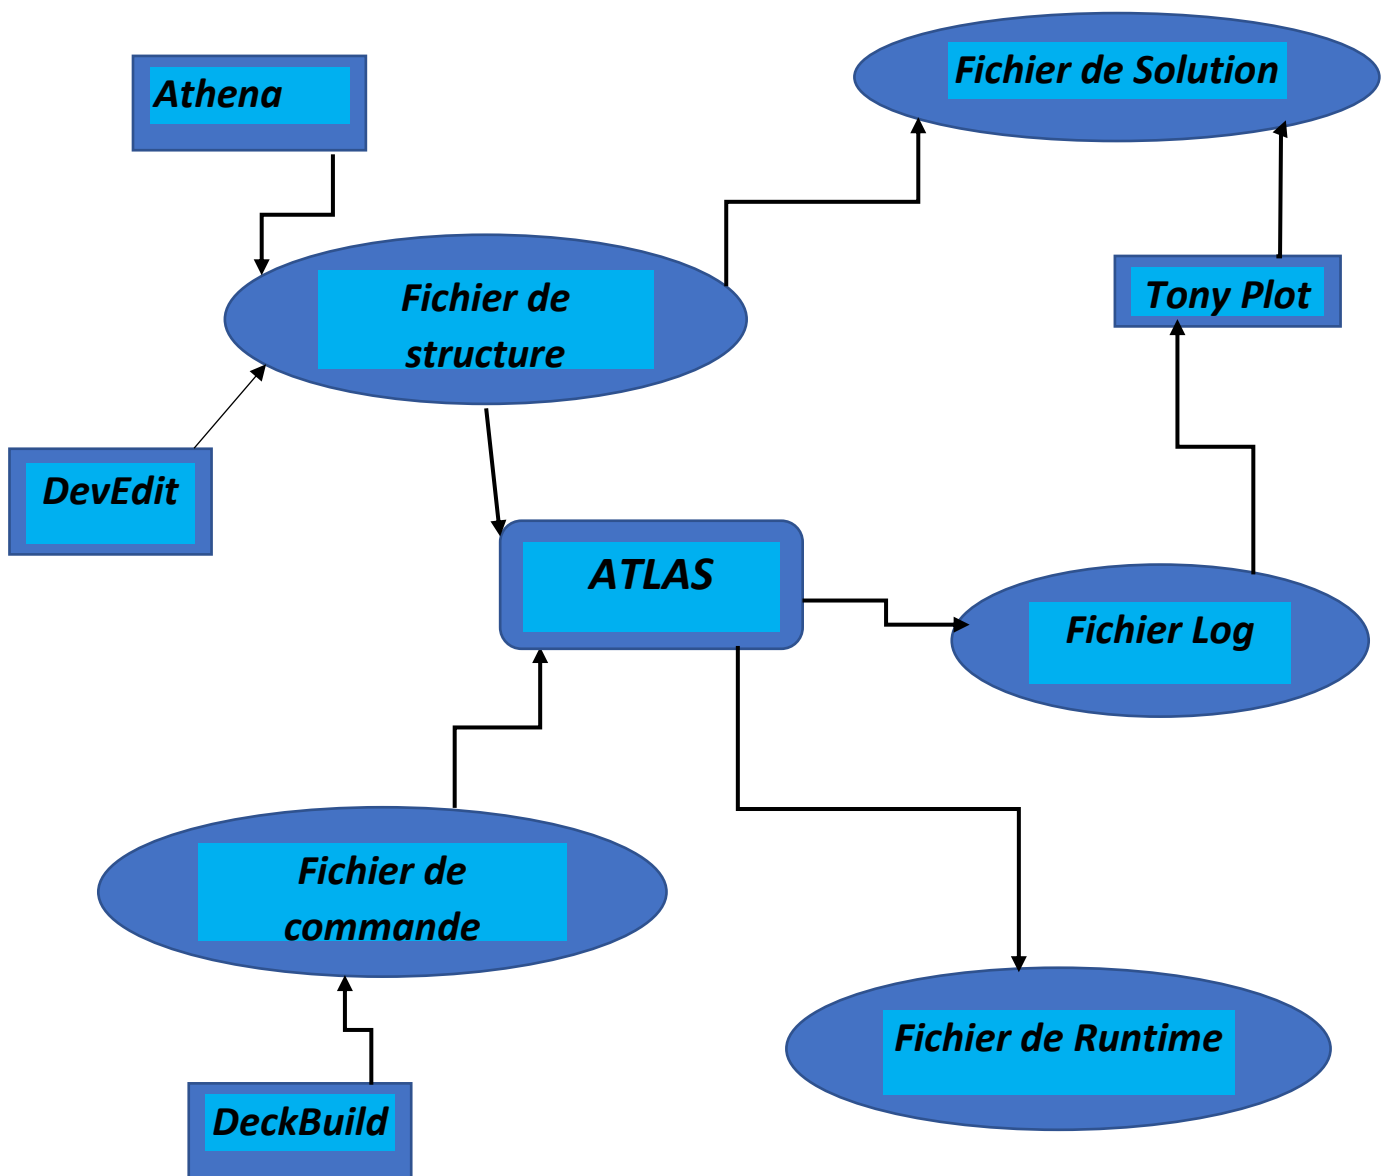 Fichier de Solution
Athena
Fichier de
structure
Tony Plot
DevEdit
ATLAS
Fichier Log
Fichier de
commande
Fichier de Runtime
DeckBuild